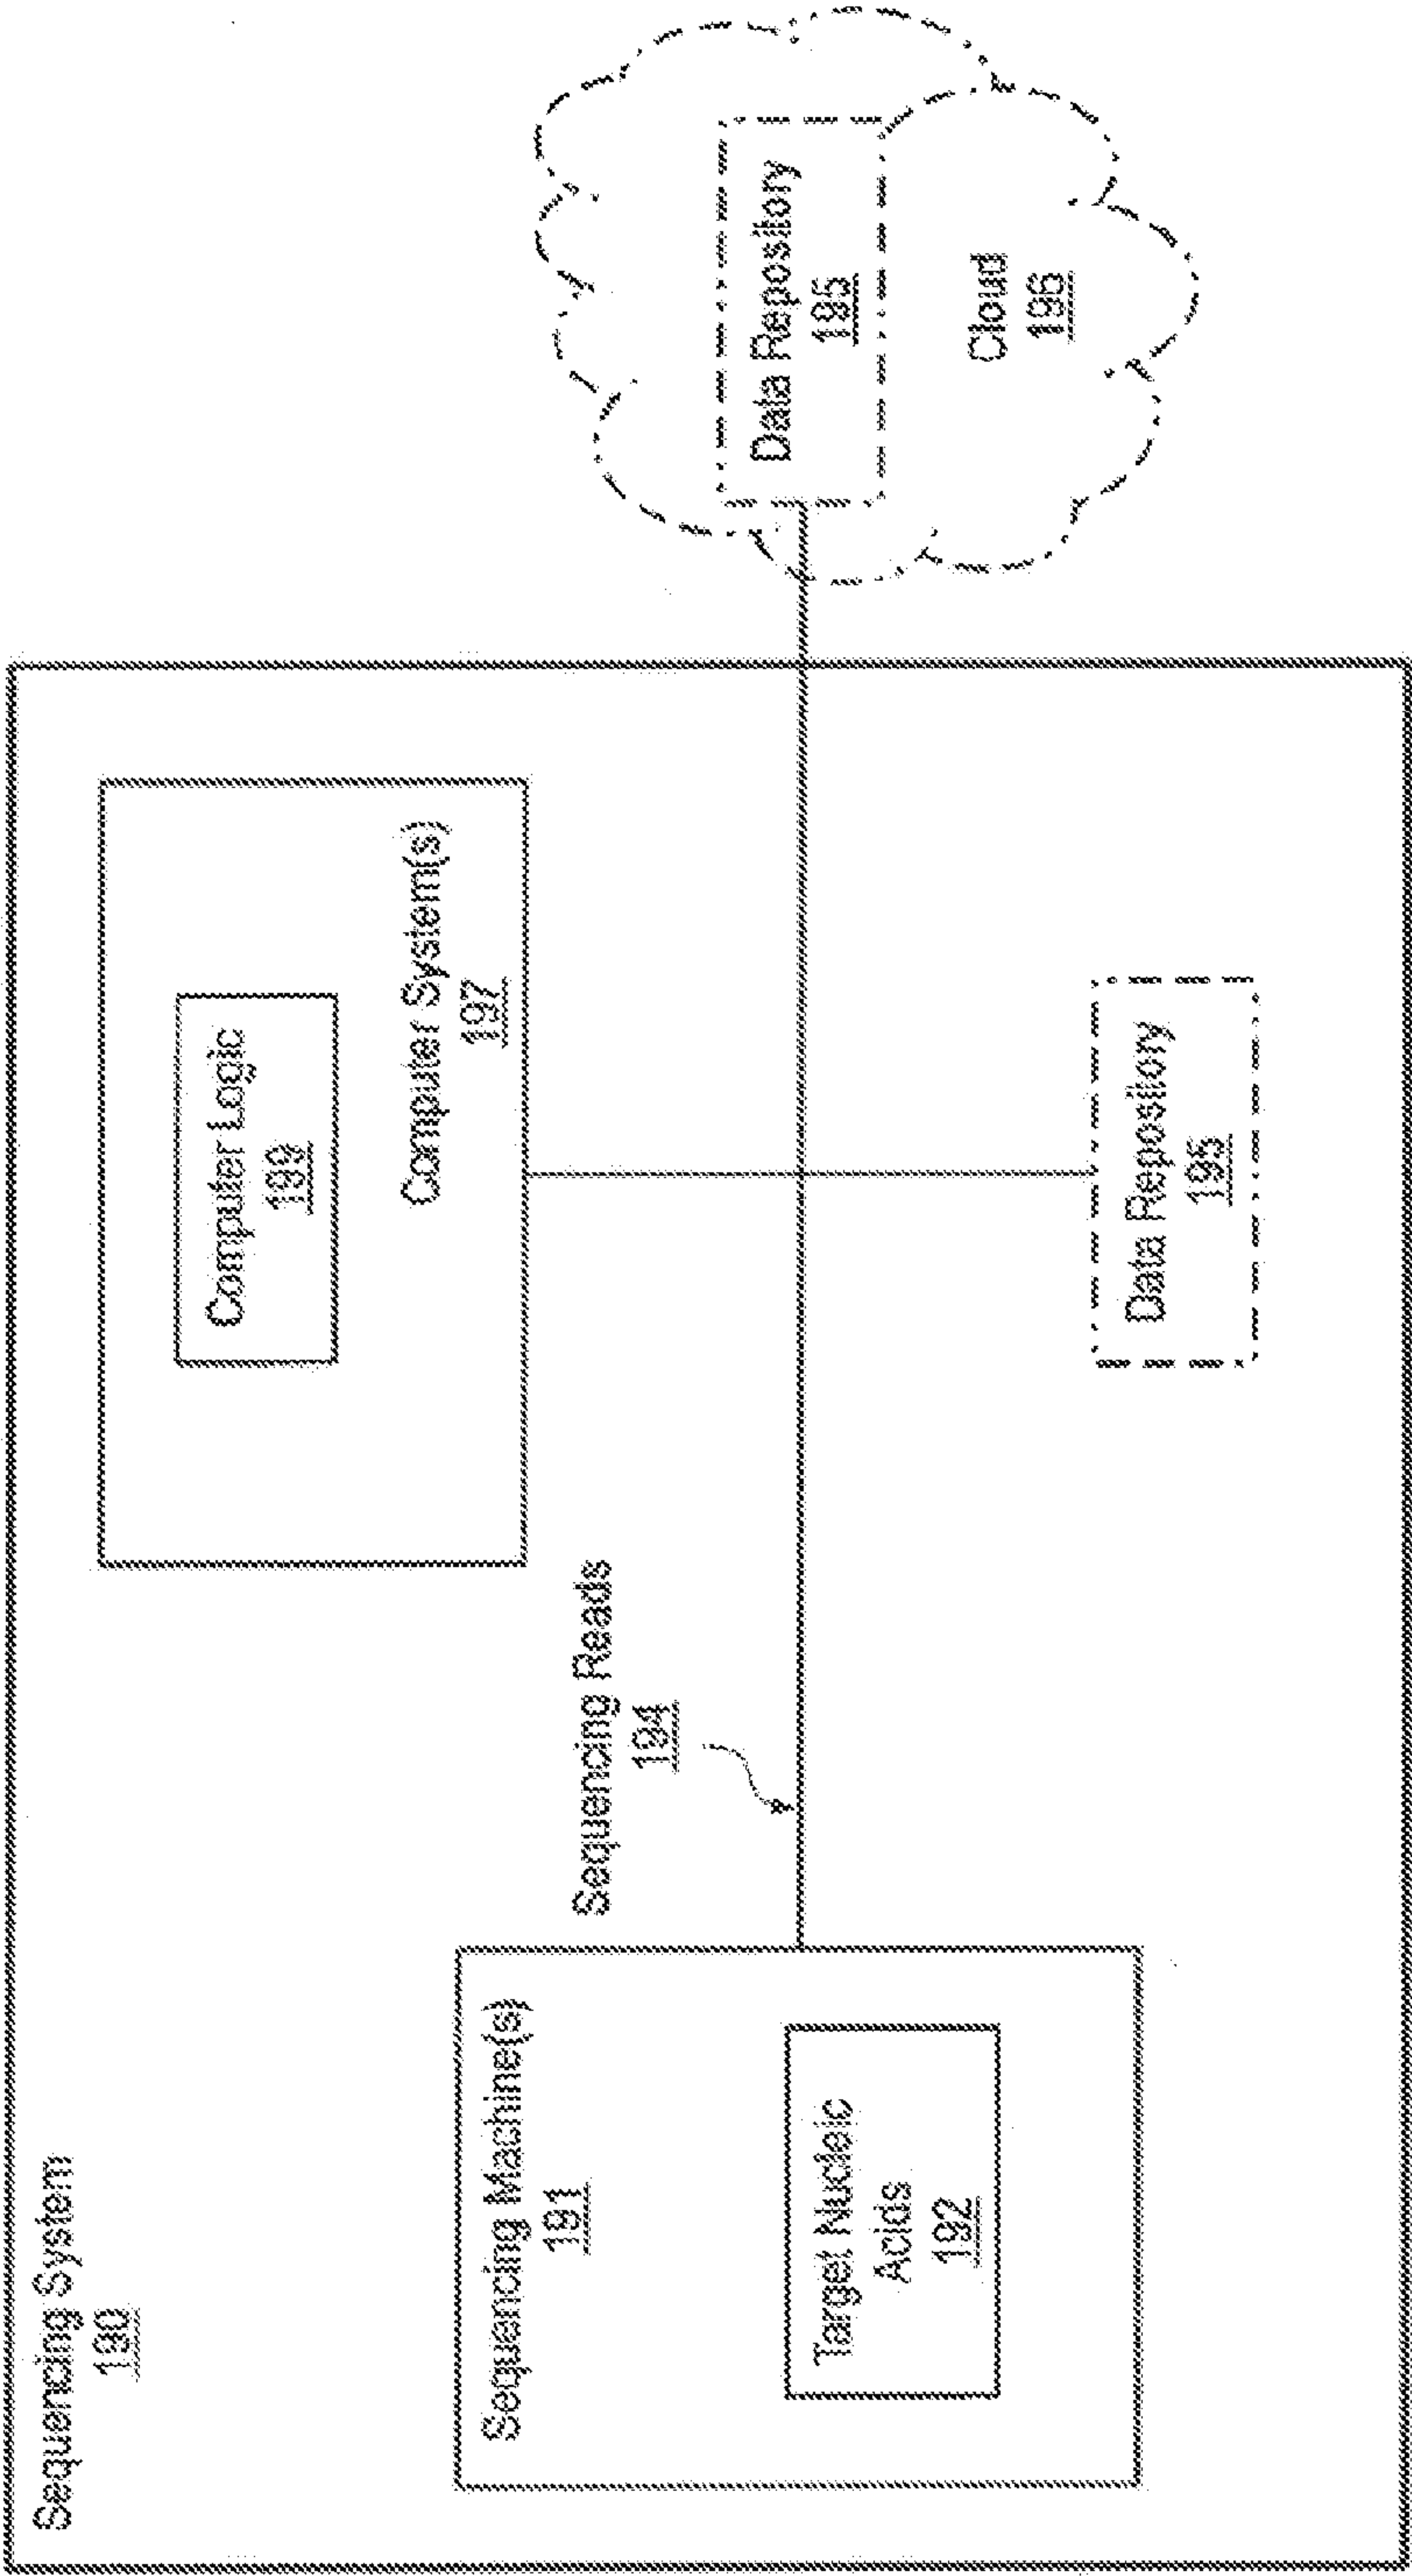 Sequencing System
190
Sequencing Machine(s)
191
Target Nucleic
Acids
192
Sequencing Reads
194
Computer Logic
199
Computer System(s)
197
Data Repository
195
Data Repository
195
Cloud
196